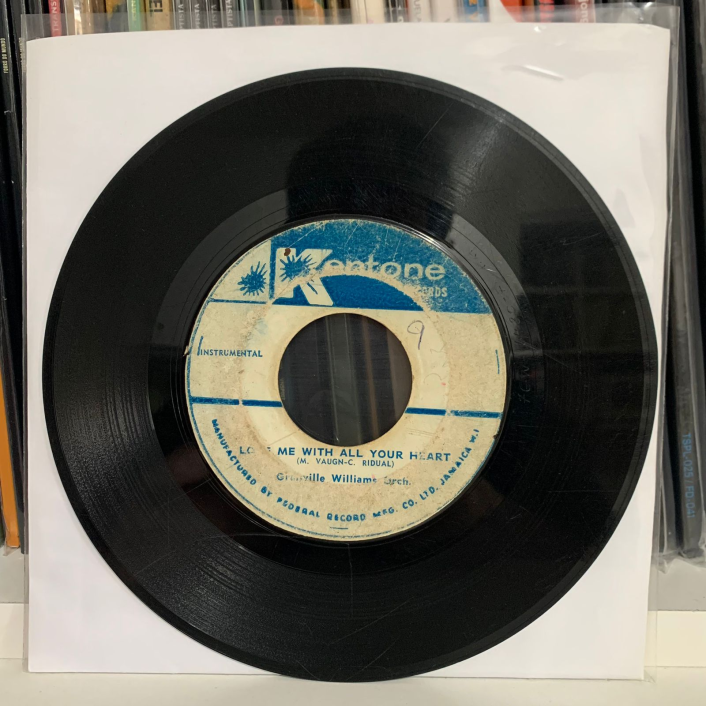 Kentone
RECORDS
9
INSTRUMENTAL
LOVE ME WITH ALL YOUR HEART
(M. VAUGN-C. RIDUAL)
Granville Williams Orch.
MANUFACTURED BY FEDERAL RECORD MFG. CO. LTD. JAMAICA W.I